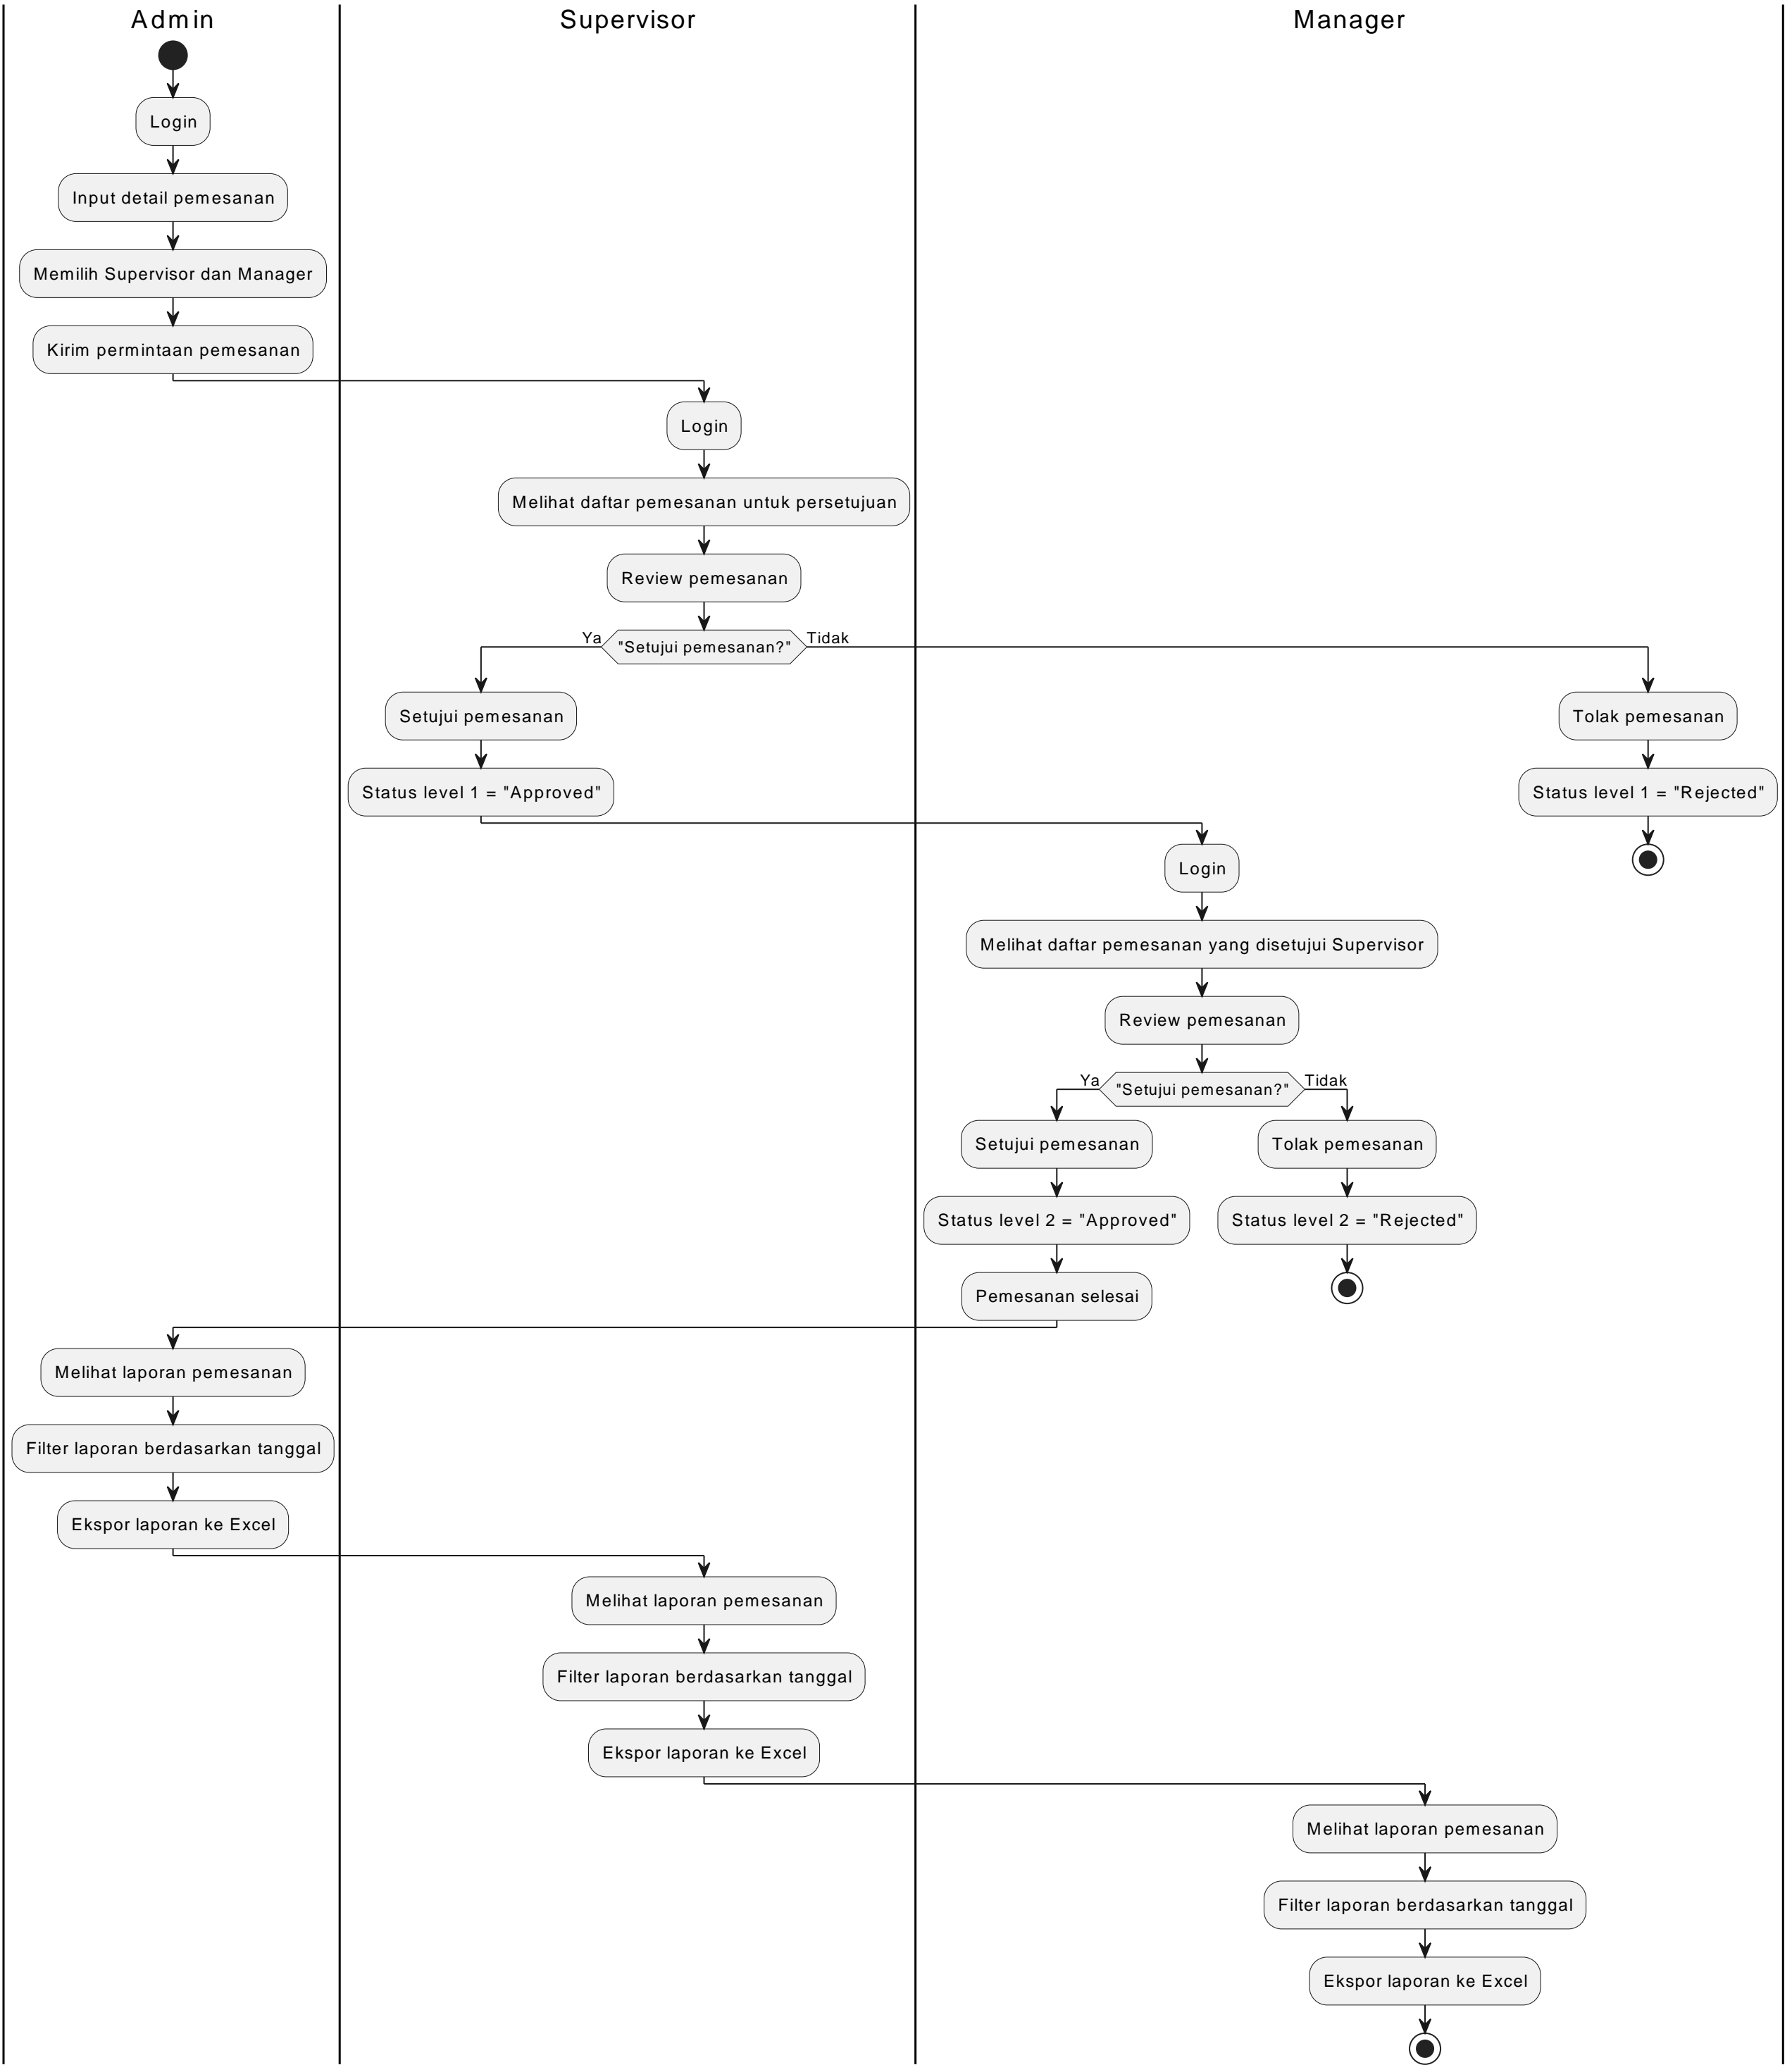 Admin
Supervisor
Manager
Login
Input detail pemesanan
Memilih Supervisor dan Manager
Kirim permintaan pemesanan
Login
Melihat daftar pemesanan untuk persetujuan
Review pemesanan
Ya
"Setujui pemesanan?"
Tidak
Setujui pemesanan
Tolak pemesanan
Status level 1 = "Approved"
Status level 1 = "Rejected"
Login
Melihat daftar pemesanan yang disetujui Supervisor
Review pemesanan
Ya
"Setujui pemesanan?"
Tidak
Setujui pemesanan
Tolak pemesanan
Status level 2 = "Approved"
Status level 2 = "Rejected"
Pemesanan selesai
Melihat laporan pemesanan
Filter laporan berdasarkan tanggal
Ekspor laporan ke Excel
Melihat laporan pemesanan
Filter laporan berdasarkan tanggal
Ekspor laporan ke Excel
Melihat laporan pemesanan
Filter laporan berdasarkan tanggal
Ekspor laporan ke Excel